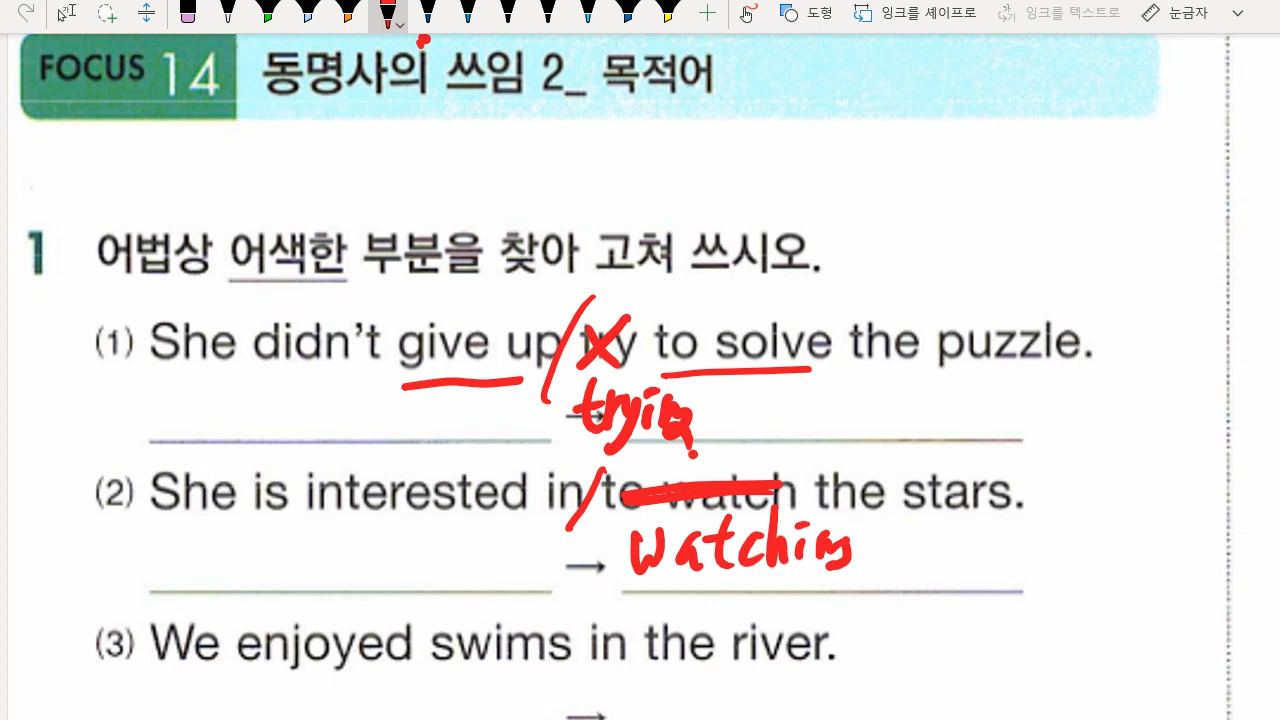 도형 잉크를 셰이프로 잉크를 텍스트로 눈금자
FOCUS 14 동명사의 쓰임 2_ 목적어
1 어법상 어색한 부분을 찾아 고쳐 쓰시오.
(1) She didn't give up try to solve the puzzle.
→ trying
(2) She is interested in to watch the stars.
→ watching
(3) We enjoyed swims in the river.
→